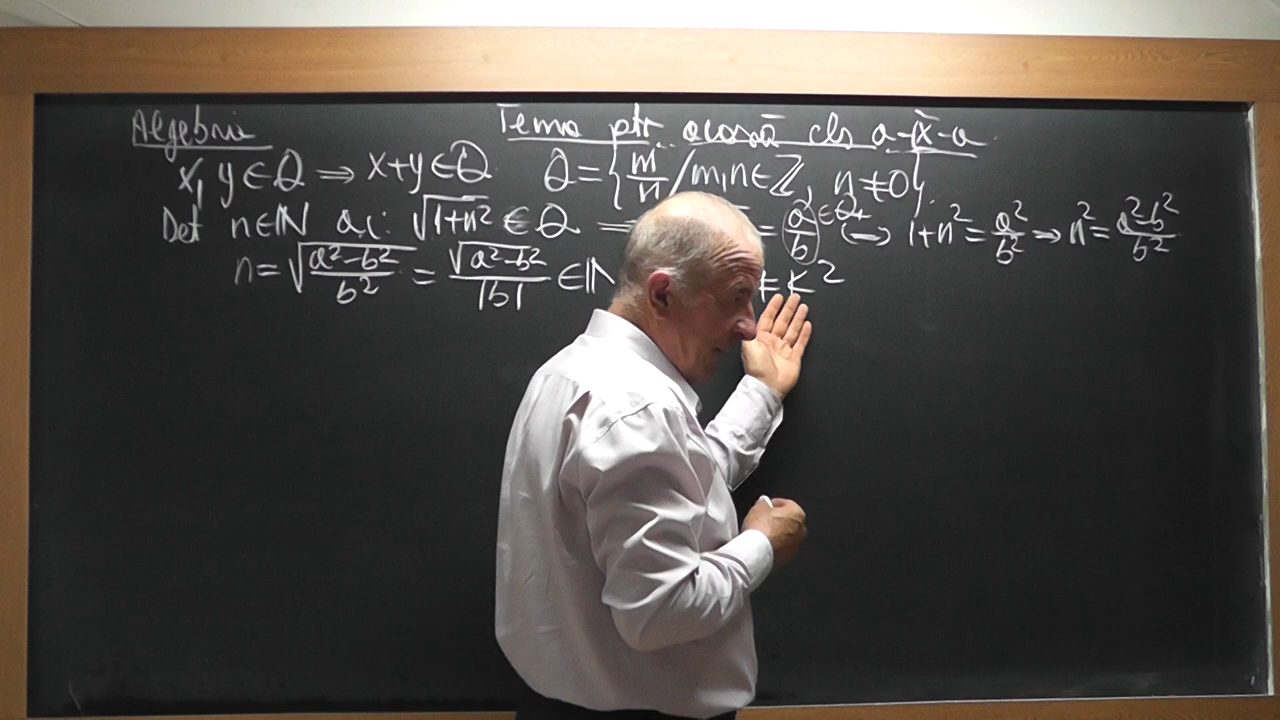 Algebra Tema ptr acasă cls a-x-a
x, y ∈ Q ⇒ x+y ∈ Q Q = { m/n / m, n ∈ Z, n ≠ 0 }
Det n ∈ N a.i: √(1+n²) ∈ Q ⇒ = a/b ∈ Q+ ⇔ 1+n² = a²/b² ⇒ n² = (a²-b²)/b²
n = √((a²-b²)/b²) = √(a²-b²)/|b| ∈ N k²